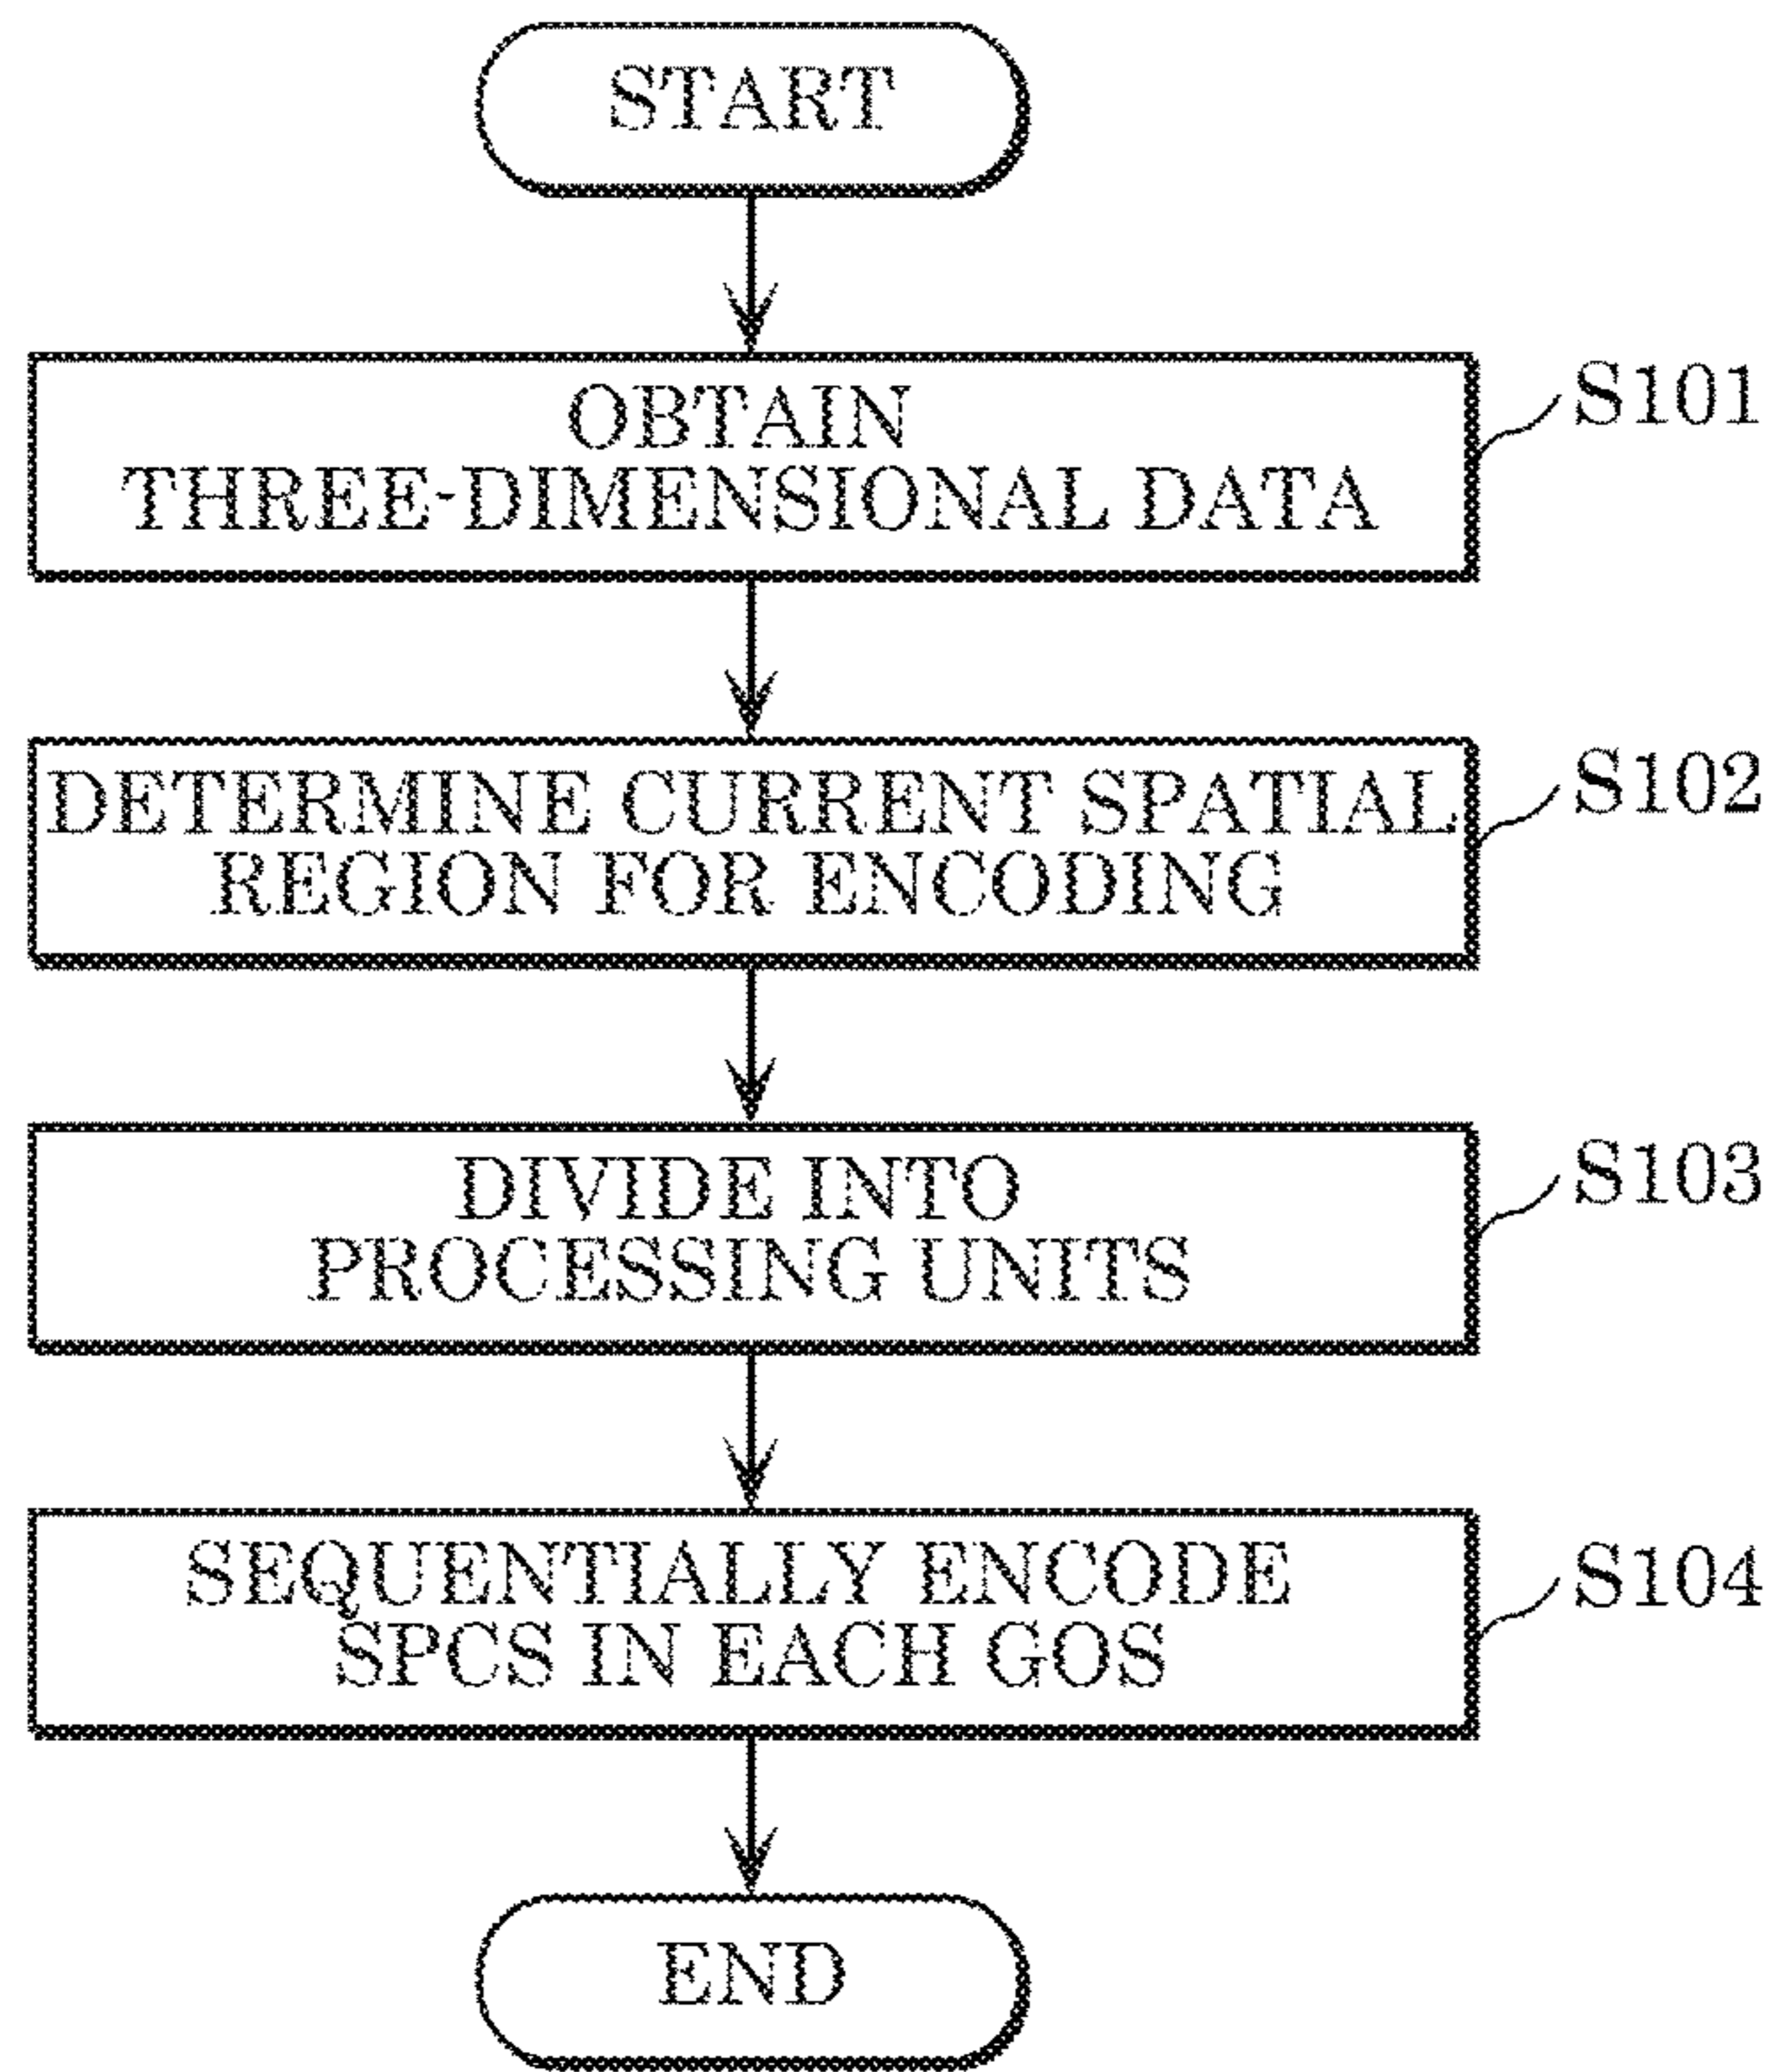 START
OBTAIN
THREE-DIMENSIONAL DATA
S101
DETERMINE CURRENT SPATIAL
REGION FOR ENCODING
S102
DIVIDE INTO
PROCESSING UNITS
S103
SEQUENTIALLY ENCODE
SPCS IN EACH GOS
S104
END